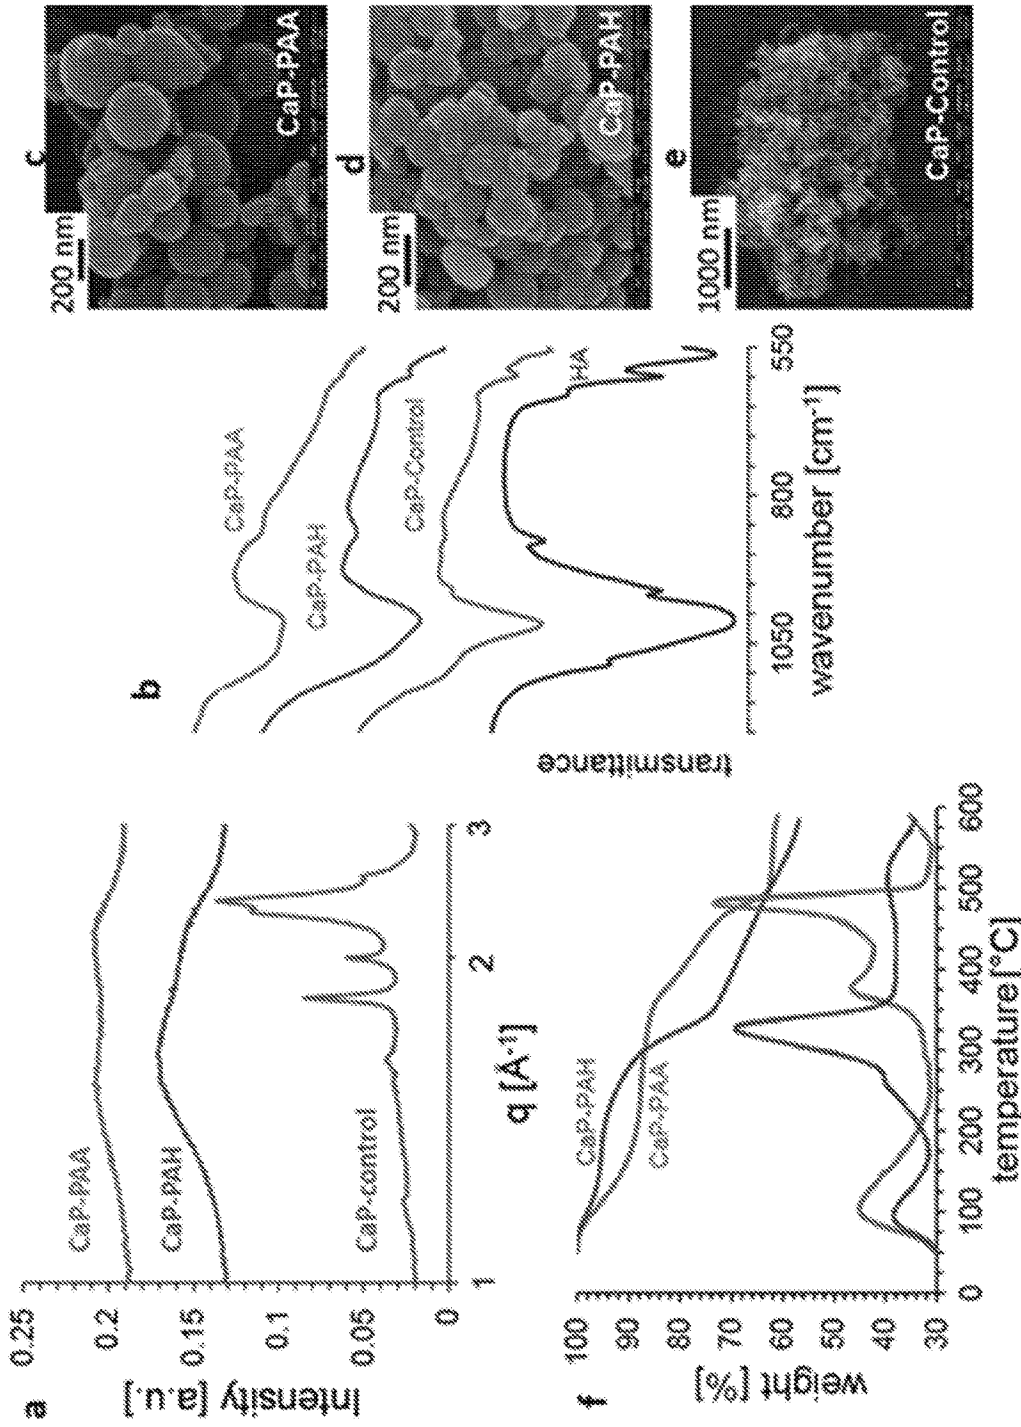 a
Intensity [a.u.]
0.25
0.2
0.15
0.1
0.05
0
CaP-PAA
CaP-PAH
CaP-control
1
2
3
q [Å⁻¹]
b
transmittance
CaP-PAA
CaP-PAH
CaP-Control
HA
1050
800
550
wavenumber [cm⁻¹]
c
200 nm
CaP-PAA
d
200 nm
CaP-PAH
e
1000 nm
CaP-Control
f
weight [%]
100
90
80
70
60
50
40
30
CaP-PAH
CaP-PAA
0
100
200
300
400
500
600
temperature[°C]